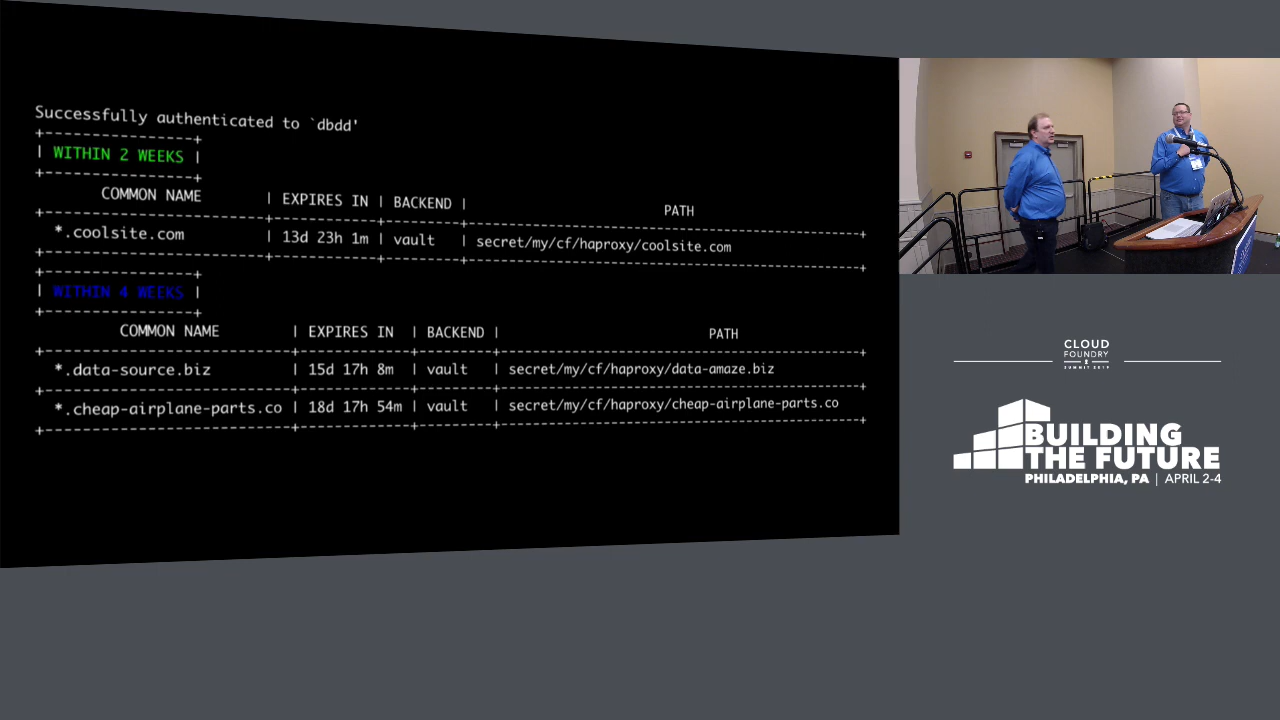 Successfully authenticated to `dbdd'
+----------------+
| WITHIN 2 WEEKS |
+----------------+
COMMON NAME | EXPIRES IN | BACKEND | PATH
*.coolsite.com | 13d 23h 1m | vault | secret/my/cf/haproxy/coolsite.com
+----------------+
| WITHIN 4 WEEKS |
+----------------+
COMMON NAME | EXPIRES IN | BACKEND | PATH
*.data-source.biz | 15d 17h 8m | vault | secret/my/cf/haproxy/data-amaze.biz
*.cheap-airplane-parts.co | 18d 17h 54m | vault | secret/my/cf/haproxy/cheap-airplane-parts.co
CLOUD
FOUNDRY
SUMMIT 2019
BUILDING
THE FUTURE
PHILADELPHIA, PA | APRIL 2-4